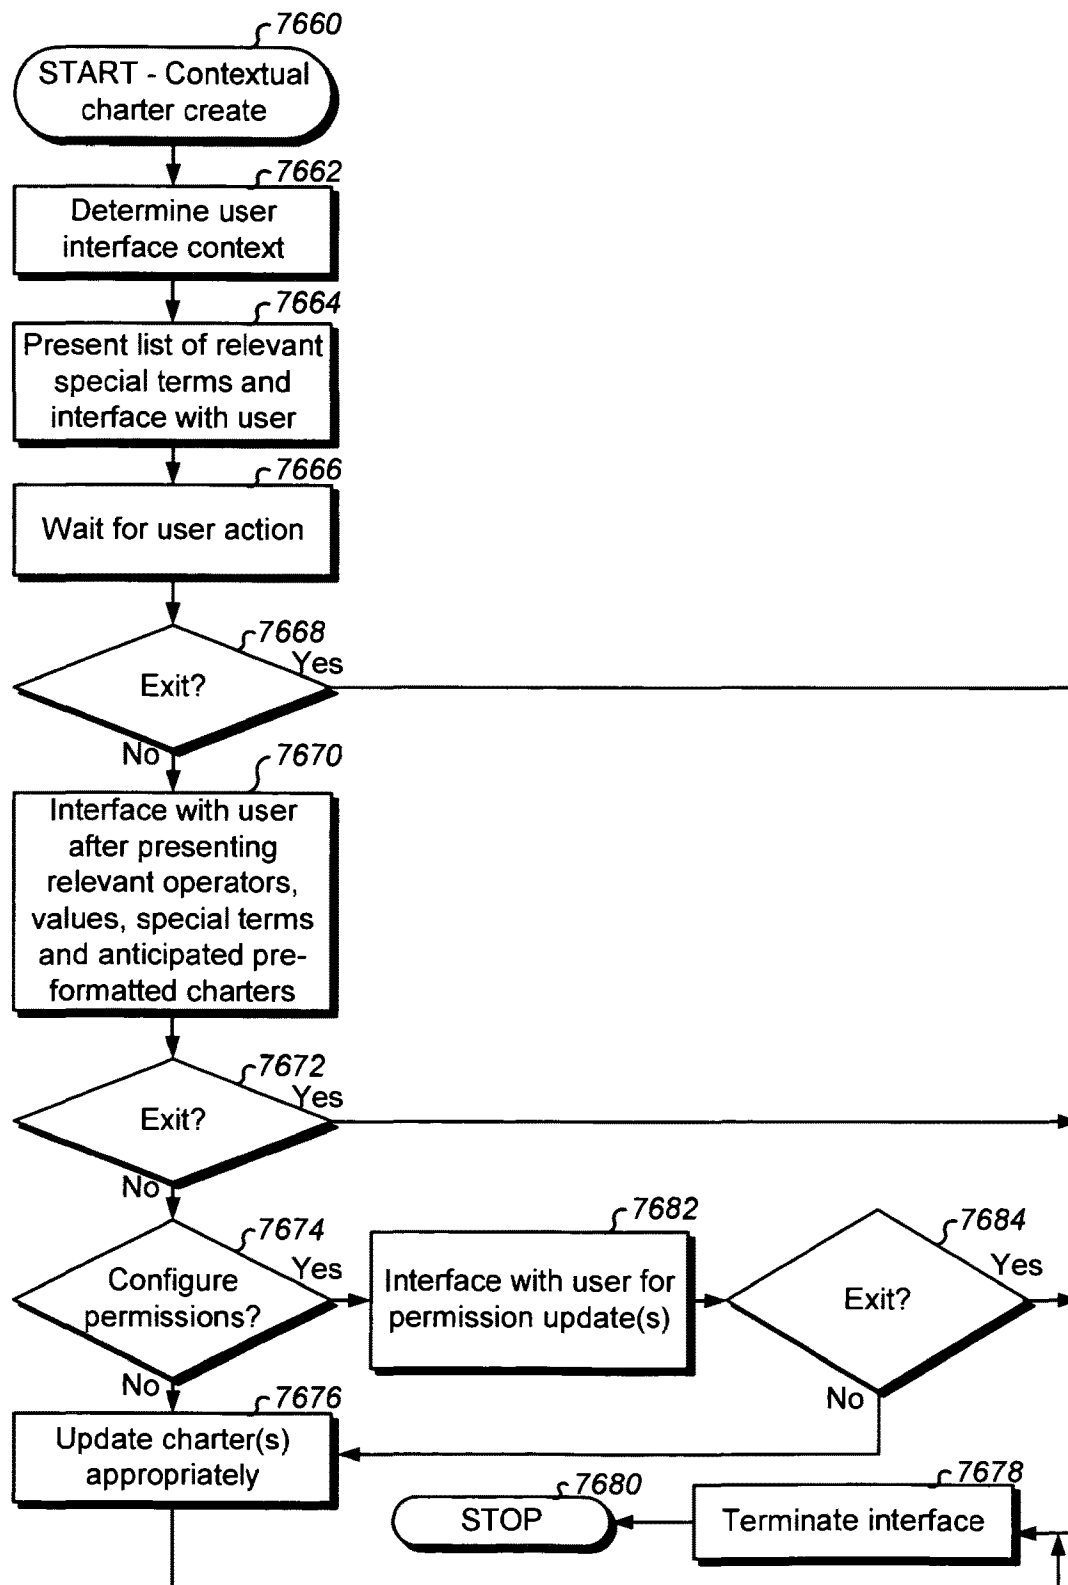 7660
START - Contextual
charter create
7662
Determine user
interface context
7664
Present list of relevant
special terms and
interface with user
7666
Wait for user action
7668
Yes
Exit?
No
7670
Interface with user
after presenting
relevant operators,
values, special terms
and anticipated pre-
formatted charters
7672
Yes
Exit?
No
7674
Yes
Configure
permissions?
No
7682
Interface with user for
permission update(s)
7684
Yes
Exit?
No
7676
Update charter(s)
appropriately
7680
STOP
7678
Terminate interface